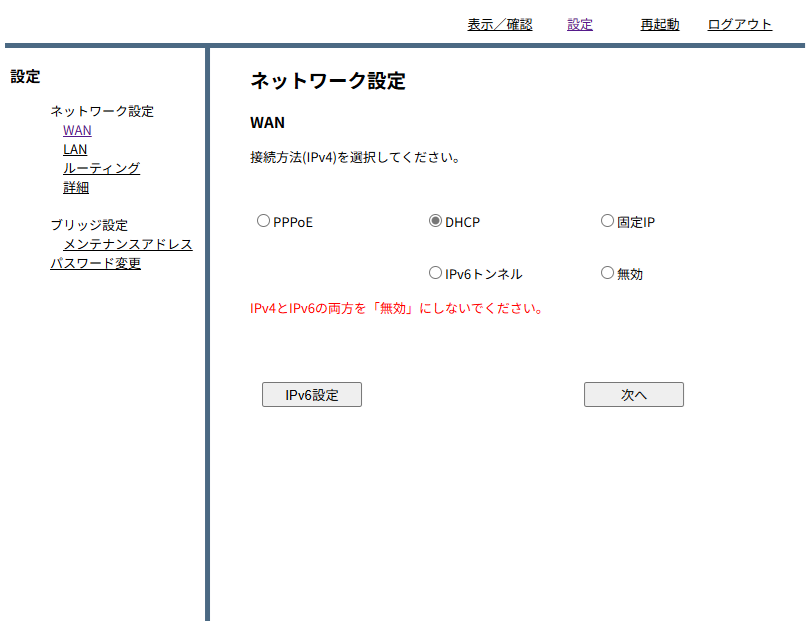 表示／確認 設定 再起動 ログアウト
設定
ネットワーク設定
WAN
LAN
ルーティング
詳細
ブリッジ設定
メンテナンスアドレス
パスワード変更
ネットワーク設定
WAN
接続方法(IPv4)を選択してください。
PPPoE DHCP 固定IP
IPv6トンネル 無効
IPv4とIPv6の両方を「無効」にしないでください。
IPv6設定 次へ